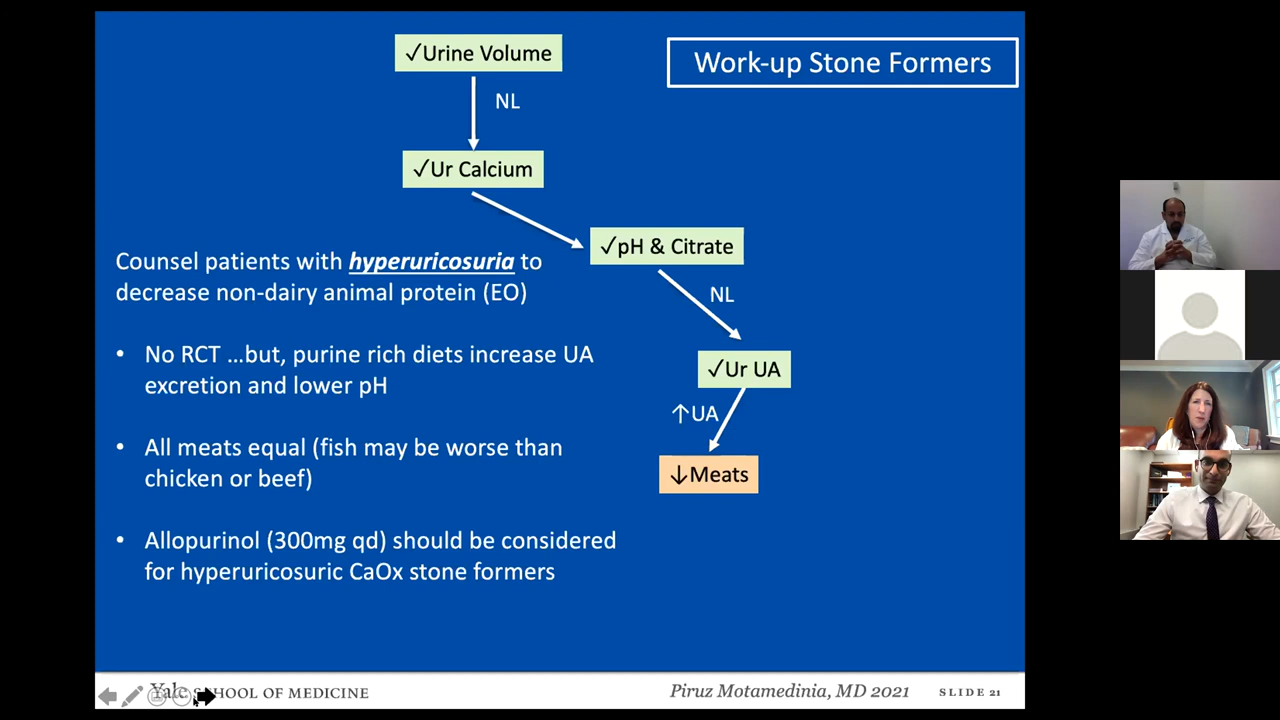 ✓Urine Volume
Work-up Stone Formers
NL
✓Ur Calcium
✓pH & Citrate
Counsel patients with hyperuricosuria to
decrease non-dairy animal protein (EO)
NL
• No RCT …but, purine rich diets increase UA
excretion and lower pH
✓Ur UA
↑UA
• All meats equal (fish may be worse than
chicken or beef)
↓Meats
• Allopurinol (300mg qd) should be considered
for hyperuricosuric CaOx stone formers
Yale SCHOOL OF MEDICINE
Piruz Motamedinia, MD 2021
SLIDE 21